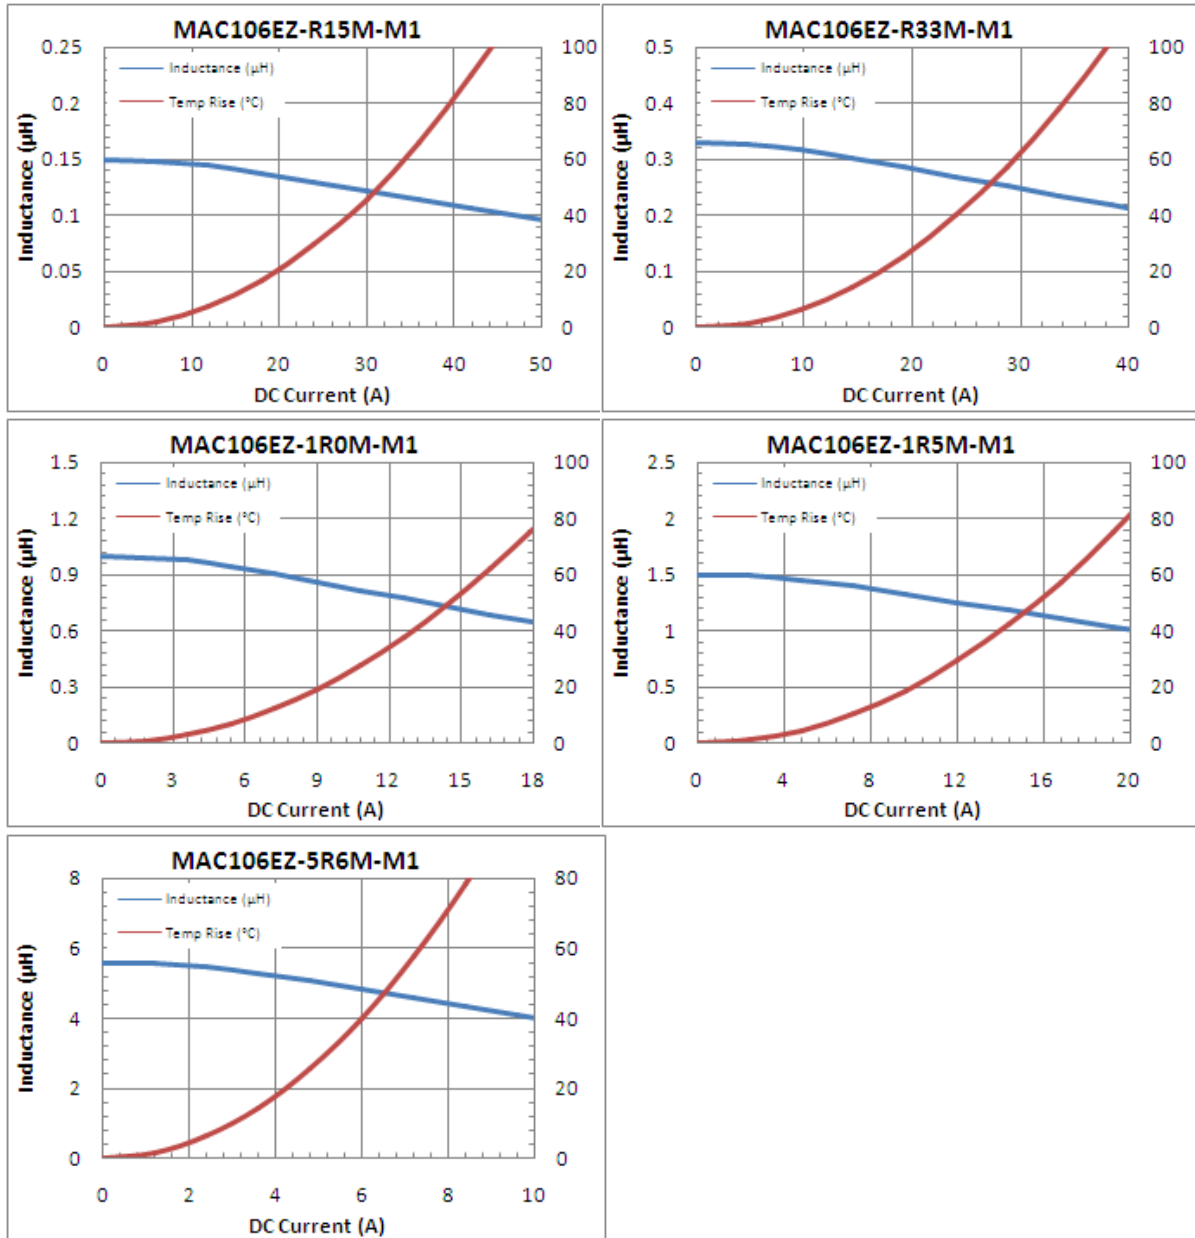 MAC106EZ-R15M-M1
Inductance (µH)
Temp Rise (°C)
0.25
0.2
0.15
0.1
0.05
0
100
80
60
40
20
0
0 10 20 30 40 50
Inductance (µH)
DC Current (A)
MAC106EZ-R33M-M1
Inductance (µH)
Temp Rise (°C)
0.5
0.4
0.3
0.2
0.1
0
100
80
60
40
20
0
0 10 20 30 40
Inductance (µH)
DC Current (A)
MAC106EZ-1R0M-M1
Inductance (µH)
Temp Rise (°C)
1.5
1.2
0.9
0.6
0.3
0
100
80
60
40
20
0
0 3 6 9 12 15 18
Inductance (µH)
DC Current (A)
MAC106EZ-1R5M-M1
Inductance (µH)
Temp Rise (°C)
2.5
2
1.5
1
0.5
0
100
80
60
40
20
0
0 4 8 12 16 20
Inductance (µH)
DC Current (A)
MAC106EZ-5R6M-M1
Inductance (µH)
Temp Rise (°C)
8
6
4
2
0
80
60
40
20
0
0 2 4 6 8 10
Inductance (µH)
DC Current (A)